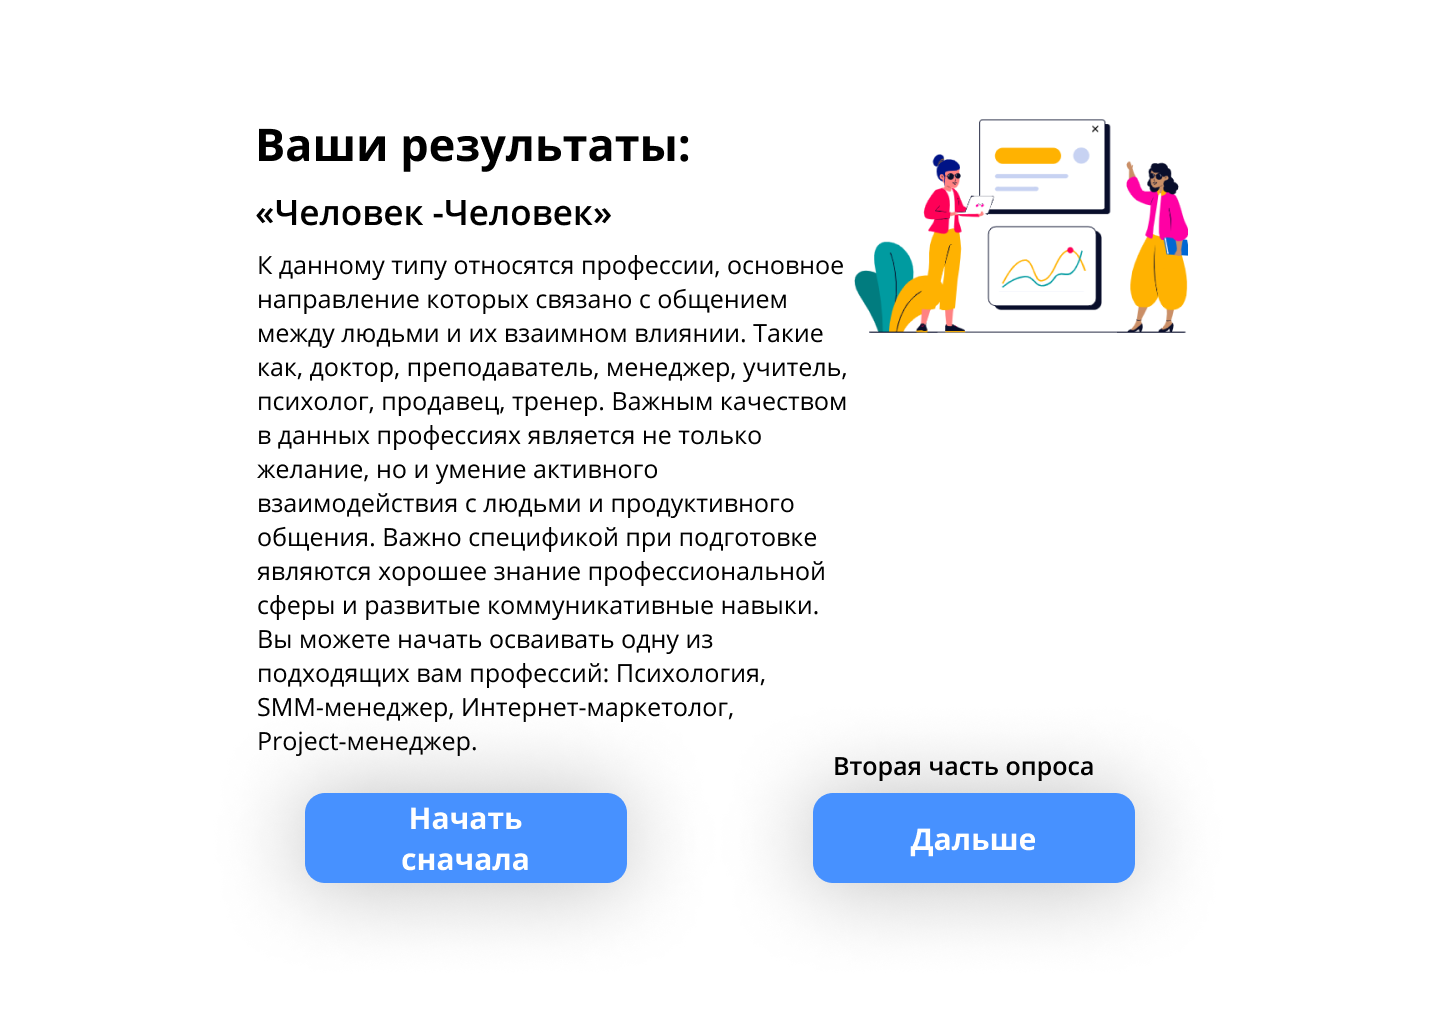 Ваши результаты:
«Человек -Человек»
К данному типу относятся профессии, основное
направление которых связано с общением
между людьми и их взаимном влиянии. Такие
как, доктор, преподаватель, менеджер, учитель,
психолог, продавец, тренер. Важным качеством
в данных профессиях является не только
желание, но и умение активного
взаимодействия с людьми и продуктивного
общения. Важно спецификой при подготовке
являются хорошее знание профессиональной
сферы и развитые коммуникативные навыки.
Вы можете начать осваивать одну из
подходящих вам профессий: Психология,
SMM-менеджер, Интернет-маркетолог,
Project-менеджер.
Вторая часть опроса
Начать
сначала
Дальше